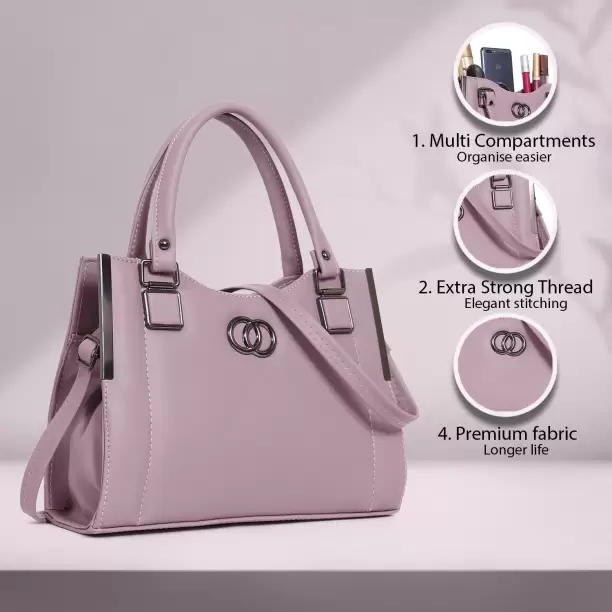 1. Multi Compartments
Organise easier
2. Extra Strong Thread
Elegant stitching
4. Premium fabric
Longer life